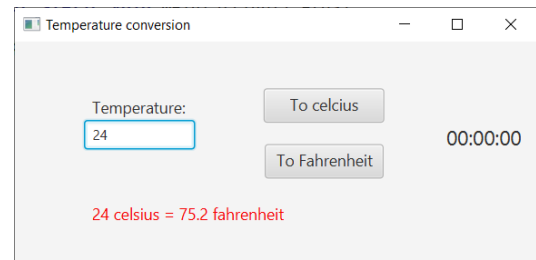 Temperature conversion
Temperature:
24
To celcius
To Fahrenheit
00:00:00
24 celsius = 75.2 fahrenheit